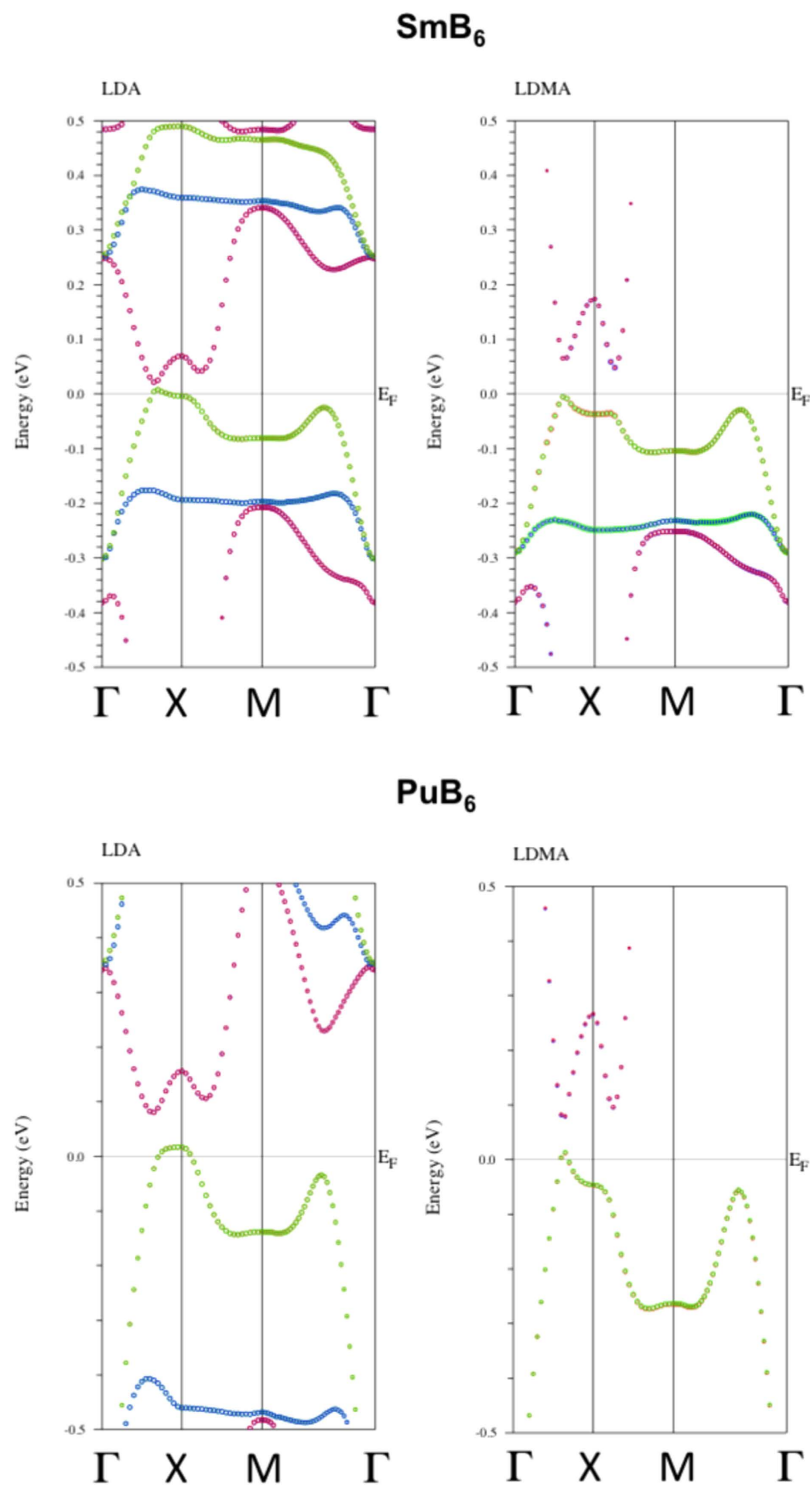 SmB6
LDA
LDMA
0.5
0.4
0.3
0.2
0.1
0.0
-0.1
-0.2
-0.3
-0.4
-0.5
Energy (eV)
EF
Γ X M Γ
0.5
0.4
0.3
0.2
0.1
0.0
-0.1
-0.2
-0.3
-0.4
-0.5
Energy (eV)
EF
Γ X M Γ
PuB6
LDA
LDMA
0.5
0.0
-0.5
Energy (eV)
EF
Γ X M Γ
0.5
0.0
-0.5
Energy (eV)
EF
Γ X M Γ